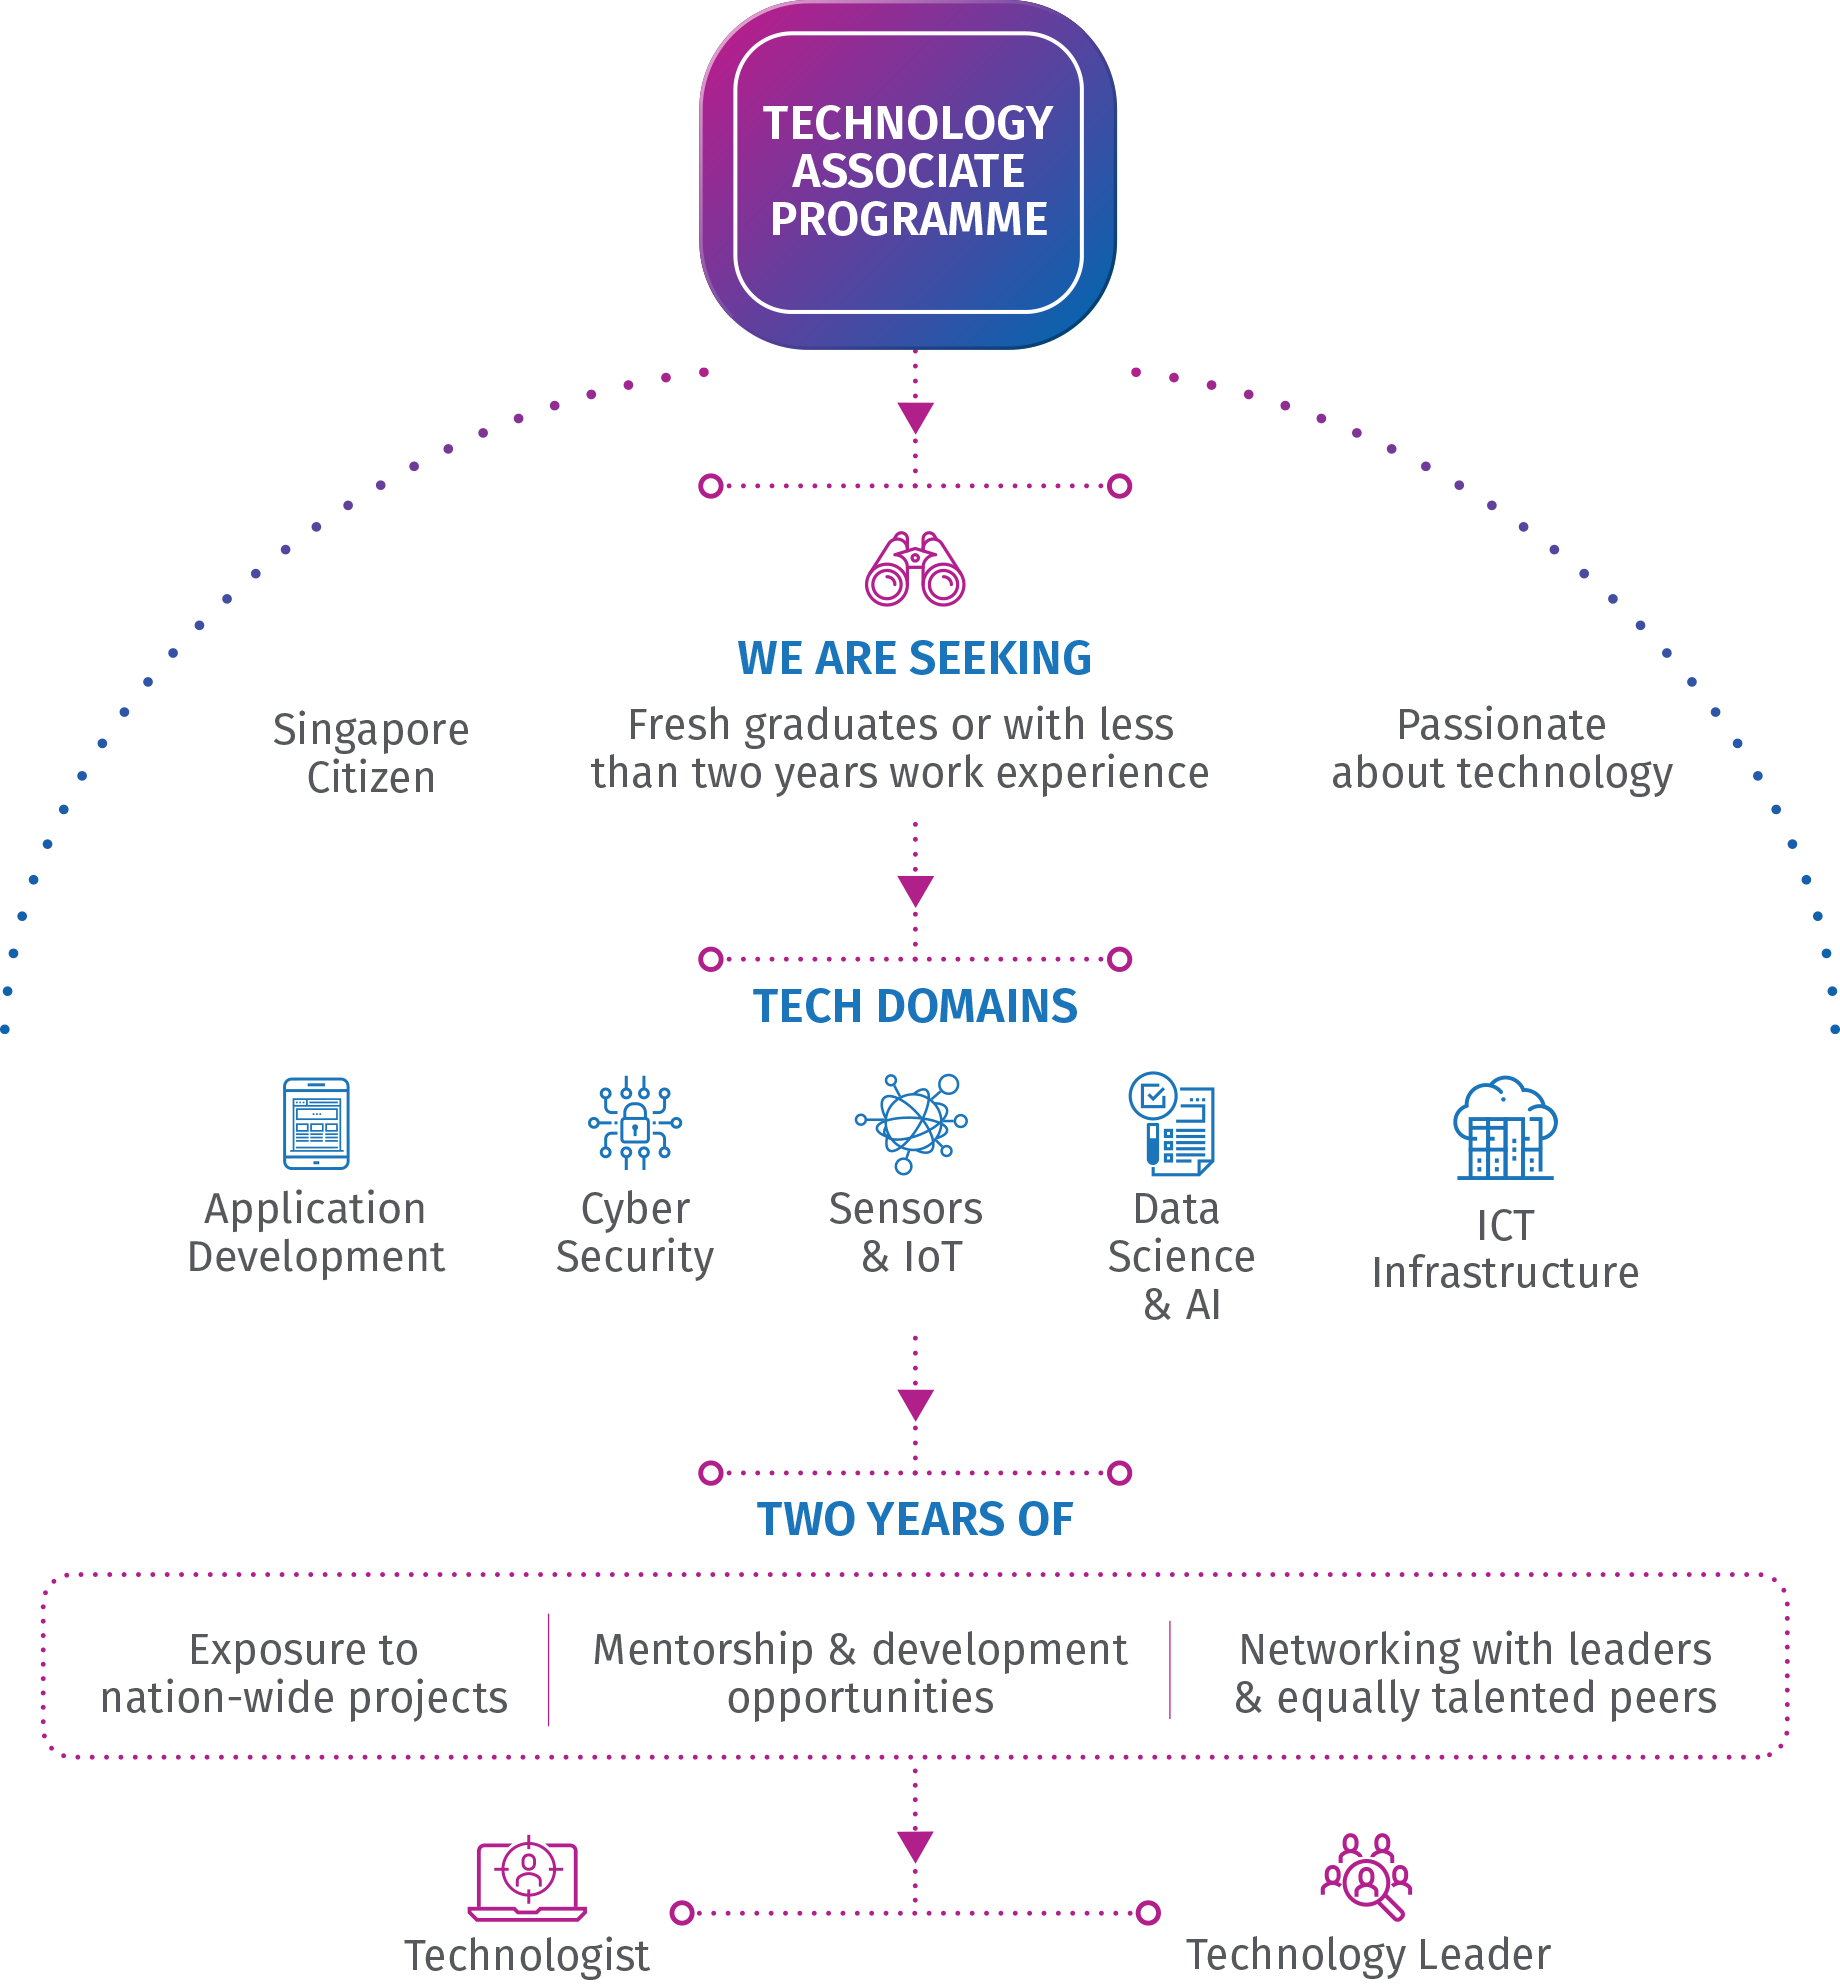 TECHNOLOGY
ASSOCIATE
PROGRAMME
WE ARE SEEKING
Singapore
Citizen
Fresh graduates or with less
than two years work experience
Passionate
about technology
TECH DOMAINS
Application
Development
Cyber
Security
Sensors
& IoT
Data
Science
& AI
ICT
Infrastructure
TWO YEARS OF
Exposure to
nation-wide projects
Mentorship & development
opportunities
Networking with leaders
& equally talented peers
Technologist
Technology Leader